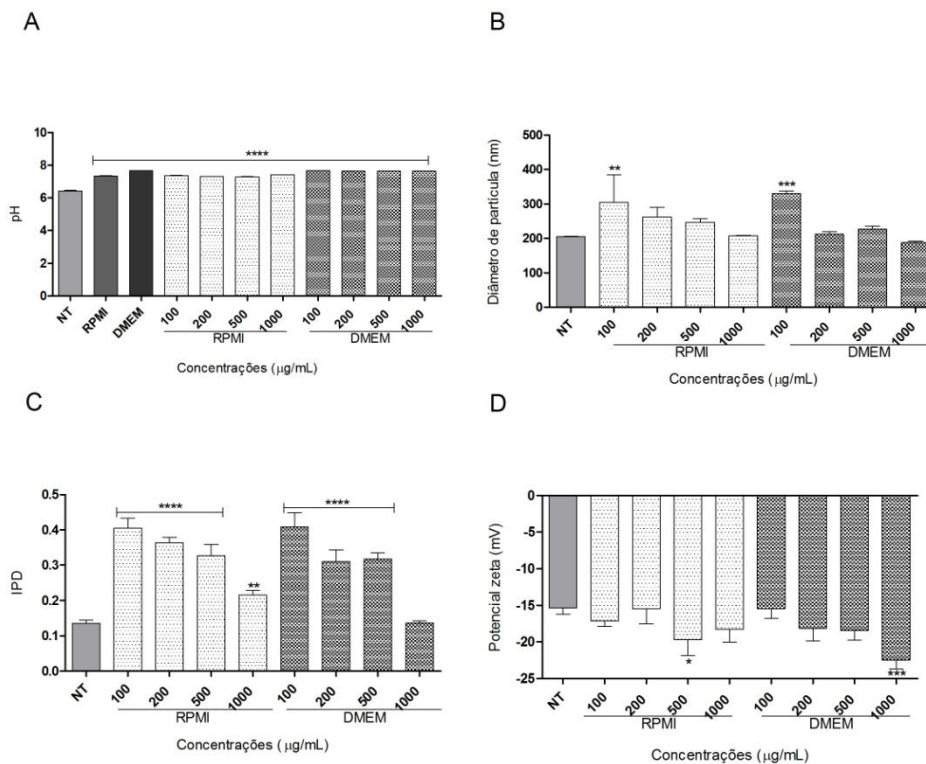 A
pH
10
8
6
4
2
0
****
NT
RPMI
DMEM
100
200
500
1000
100
200
500
1000
RPMI
DMEM
Concentrações (μg/mL)
B
Diâmetro de partícula (nm)
500
400
300
200
100
0
**
***
NT
100
200
500
1000
100
200
500
1000
RPMI
DMEM
Concentrações (μg/mL)
C
IPD
0.5
0.4
0.3
0.2
0.1
0.0
****
**
****
NT
100
200
500
1000
100
200
500
1000
RPMI
DMEM
Concentrações (μg/mL)
D
Potencial zeta (mV)
0
-5
-10
-15
-20
-25
*
***
NT
100
200
500
1000
100
200
500
1000
RPMI
DMEM
Concentrações (μg/mL)